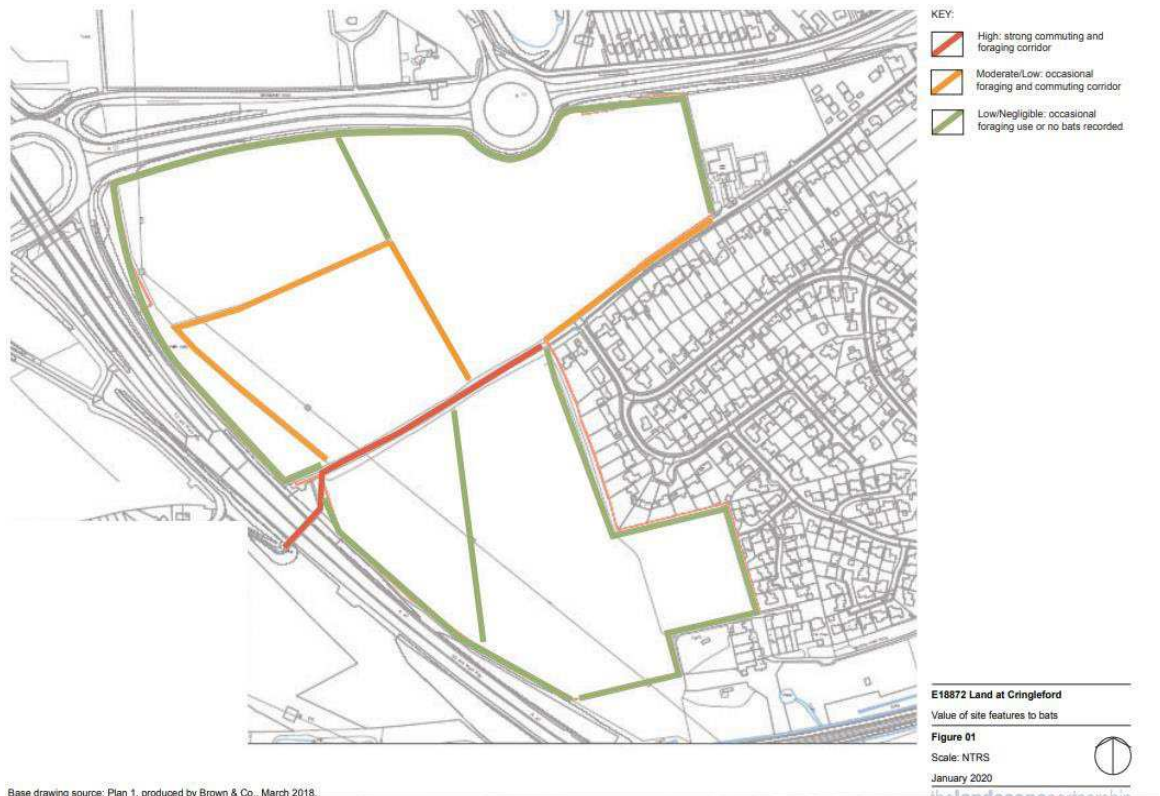 KEY:
High: strong commuting and
foraging corridor
Moderate/Low: occasional
foraging and commuting corridor
Low/Negligible: occasional
foraging use or no bats recorded
E18872 Land at Cringleford
Value of site features to bats
Figure 01
Scale: NTRS
January 2020
thelandscapepartnership
Base drawing source: Plan 1, produced by Brown & Co., March 2018.